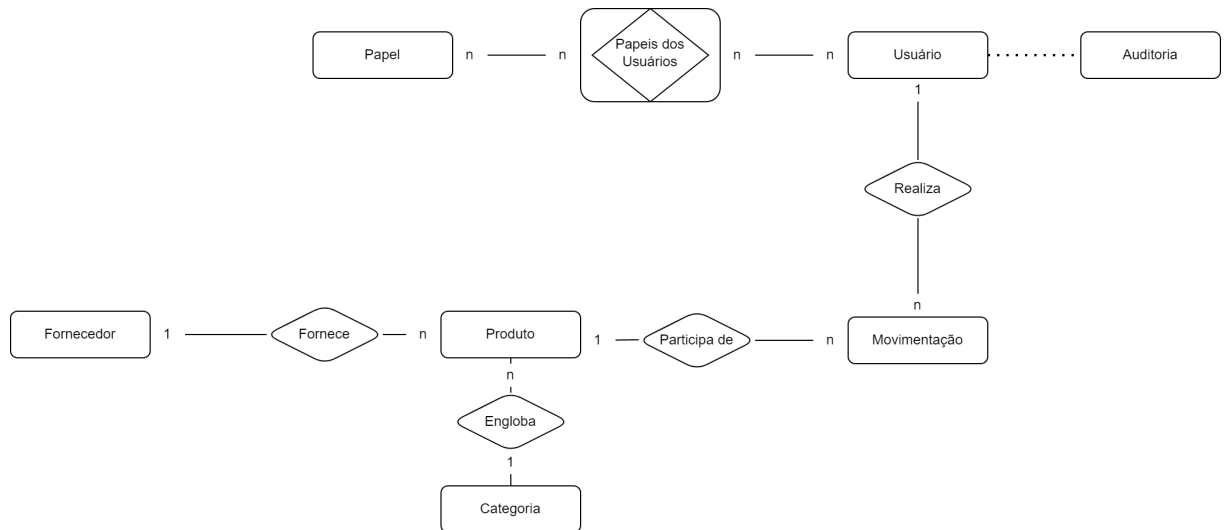 Papel
n
n
Papeis dos
Usuários
n
n
Usuário
Auditoria
1
Realiza
n
Fornecedor
1
Fornece
n
Produto
1
Participa de
n
Movimentação
n
Engloba
1
Categoria